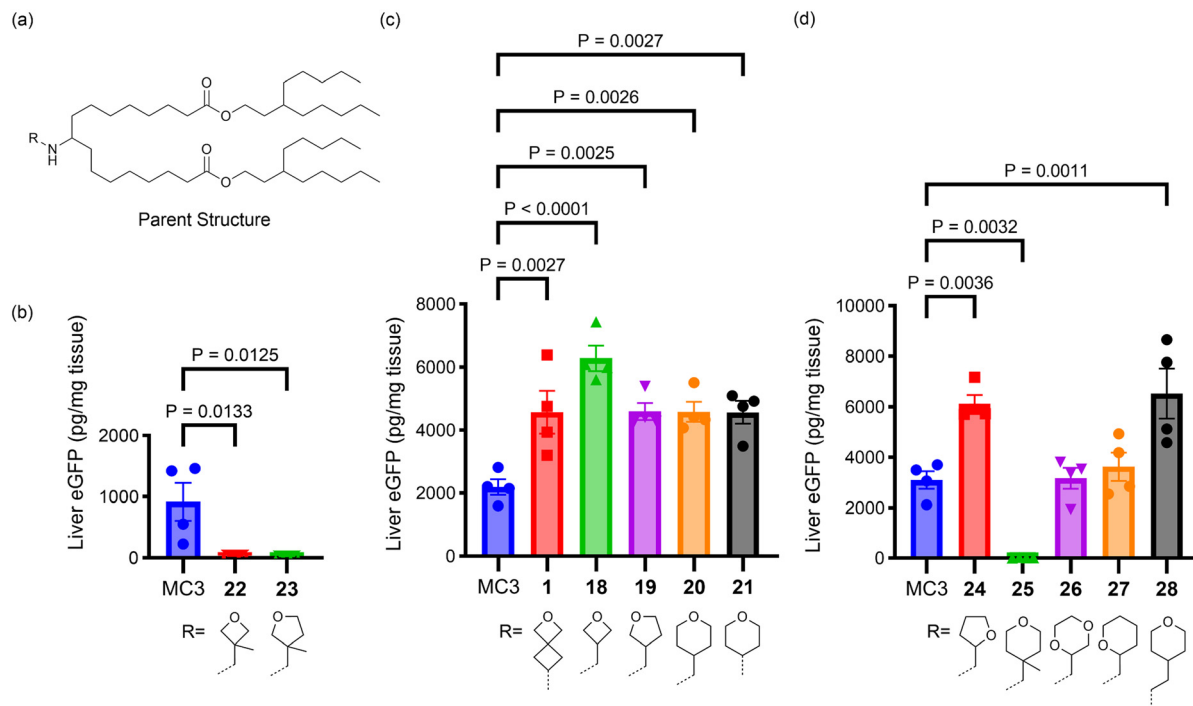 (a)
O
O
R
N
H
O
O
Parent Structure
(b)
P = 0.0125
P = 0.0133
Liver eGFP (pg/mg tissue)
2000
1000
0
MC3 22 23
R=
O
O
(c)
P = 0.0027
P = 0.0026
P = 0.0025
P < 0.0001
P = 0.0027
Liver eGFP (pg/mg tissue)
8000
6000
4000
2000
0
MC3 1 18 19 20 21
R=
O
O
O
O
O
(d)
P = 0.0011
P = 0.0032
P = 0.0036
Liver eGFP (pg/mg tissue)
10000
8000
6000
4000
2000
0
MC3 24 25 26 27 28
R=
O
O
O
O
O
O